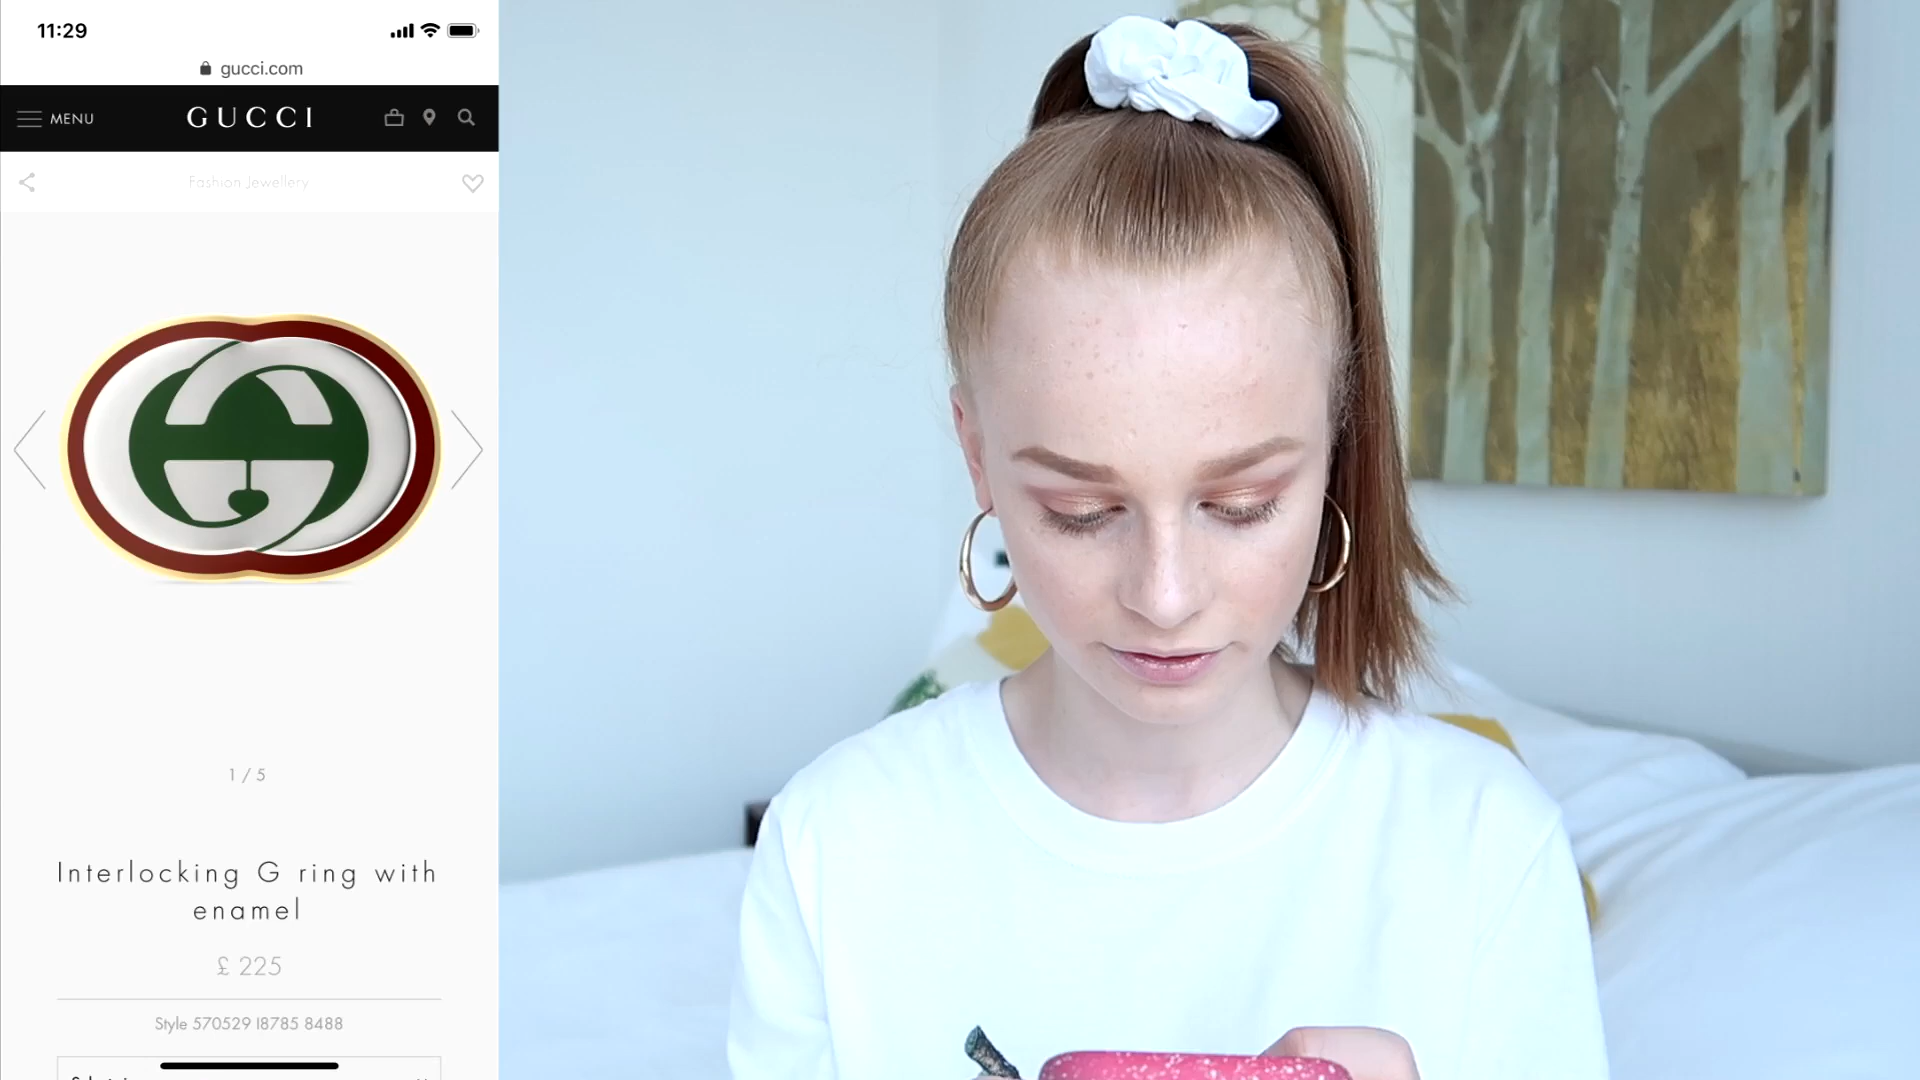 11:29
gucci.com
MENU
GUCCI
Fashion Jewellery
1 / 5
Interlocking G ring with
enamel
£ 225
Style 570529 I8785 8488